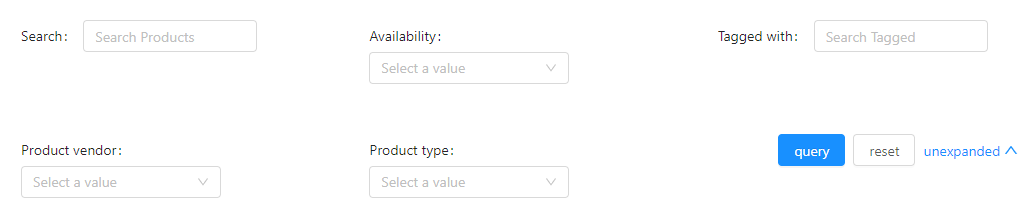 Search:
Search Products
Availability:
Select a value
Tagged with:
Search Tagged
Product vendor:
Select a value
Product type:
Select a value
query
reset
unexpanded